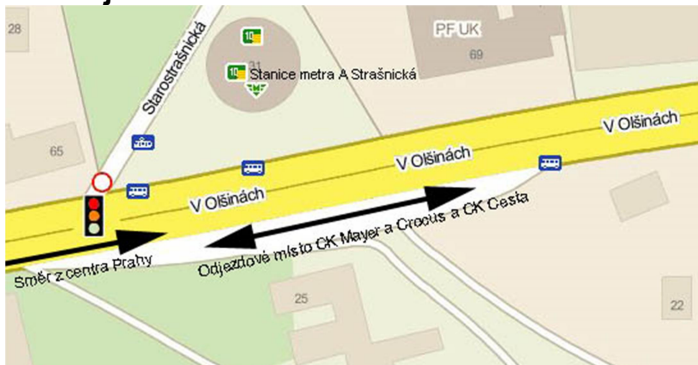 28
PF UK
69
Starostrašnická
31
Stanice metra A Strašnická
V Olšinách
65
V Olšinách
V Olšinách
Odjezdové místo CK Mayer a Crocus a CK Cesta
Směr z centra Prahy
25
22